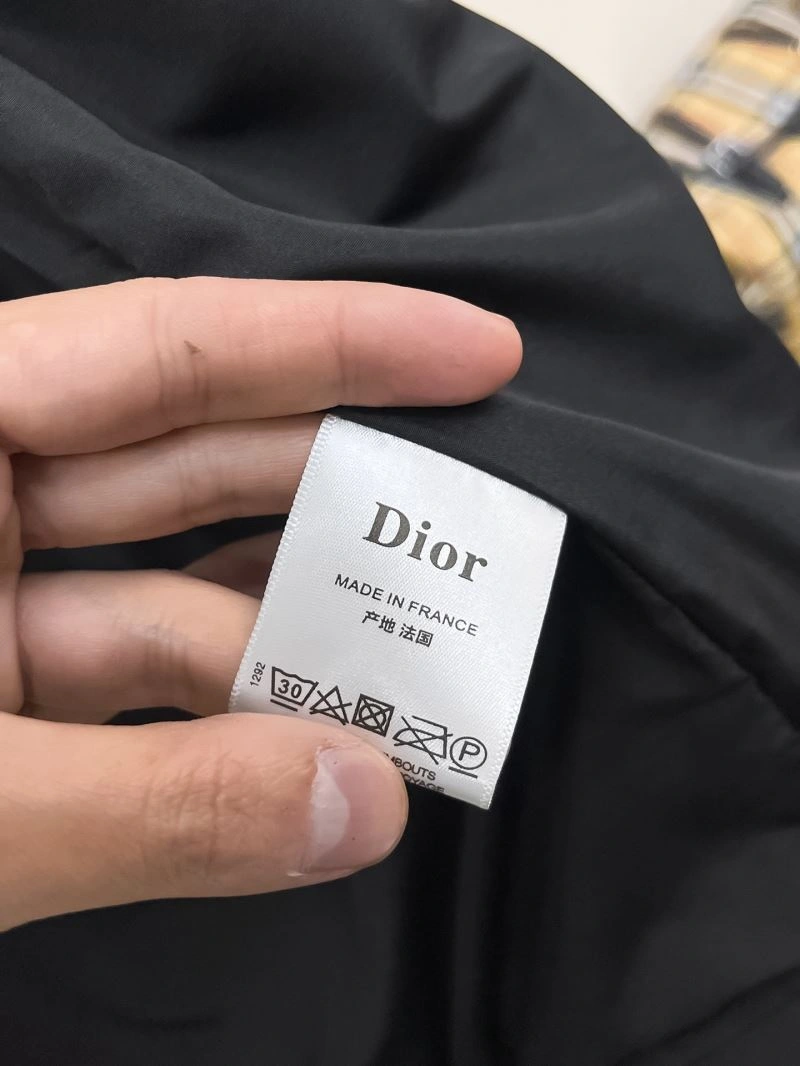 Dior
MADE IN FRANCE
产地 法国
1292
30
P